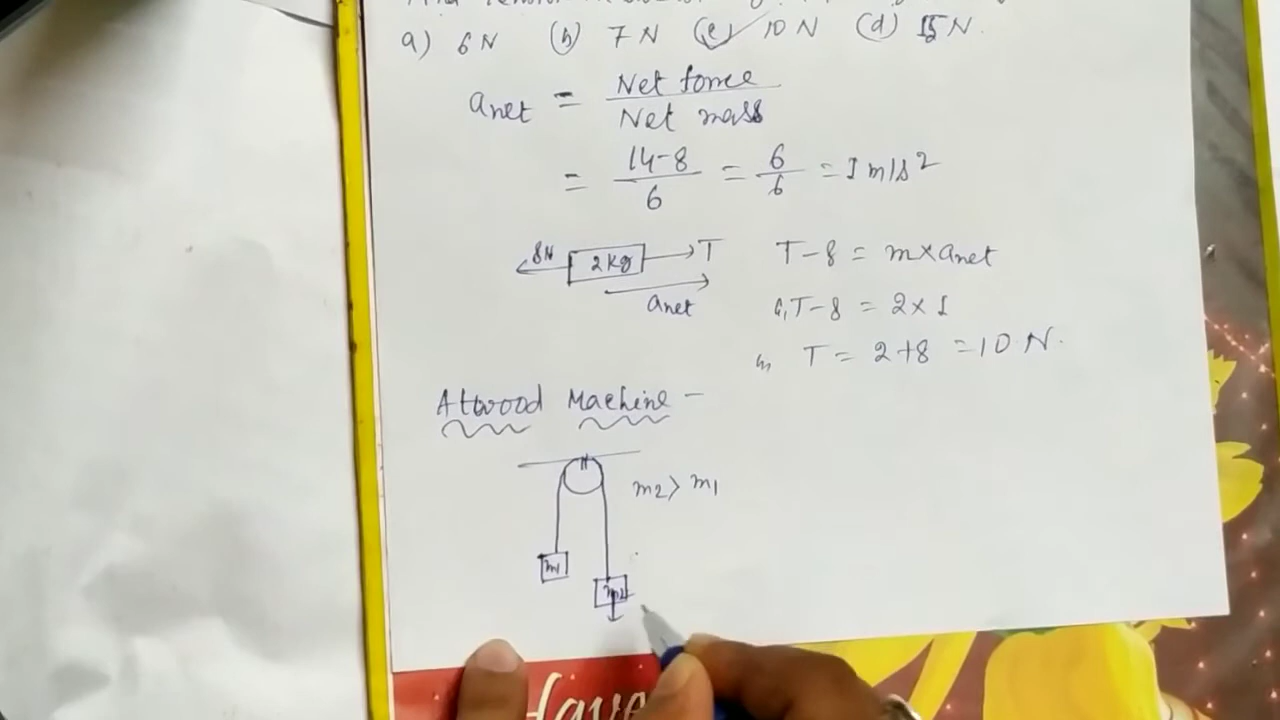 a) 6N (b) 7N (c) 10N (d) 15N.
anet = Net force / Net mass
= 14-8 / 6 = 6 / 6 = 1 m/s²
8N 2kg T
anet
T-8 = m×anet
T-8 = 2×1
T = 2+8 = 10 N.
Atwood Machine -
m2 > m1
m1
m2